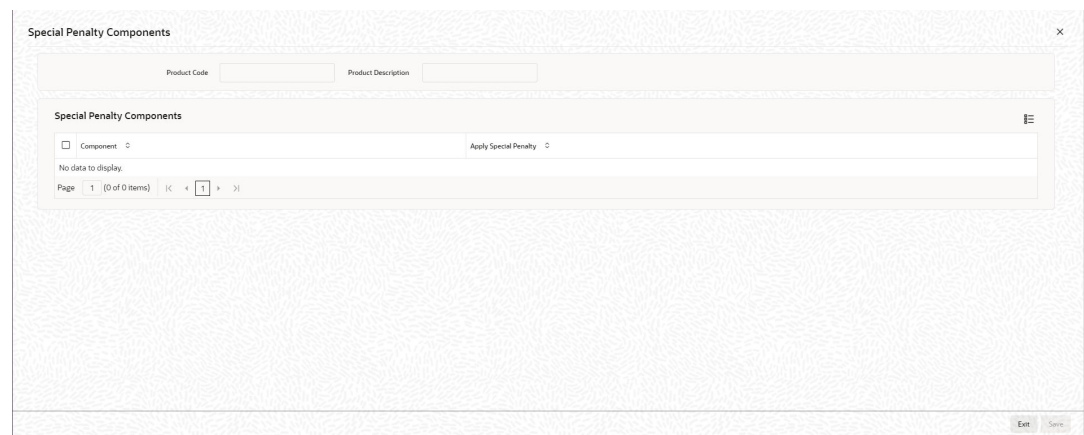 Special Penalty Components
Product Code
Product Description
Special Penalty Components
Component
Apply Special Penalty
No data to display.
Page 1 (0 of 0 items) 1
Exit Save